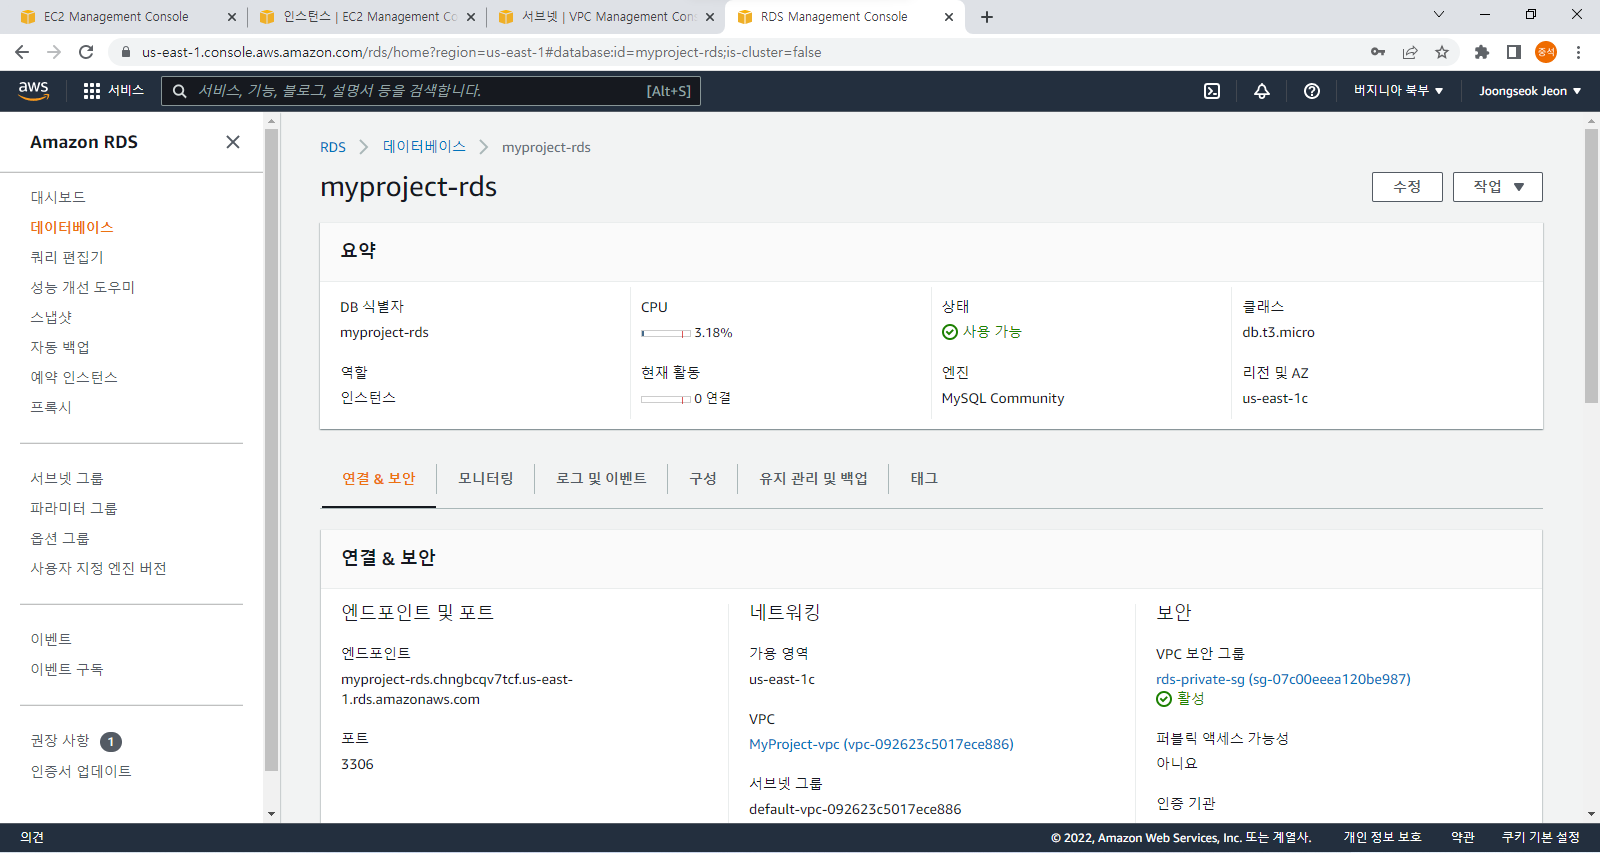 EC2 Management Console
인스턴스 | EC2 Management Co
서브넷 | VPC Management Con
RDS Management Console
us-east-1.console.aws.amazon.com/rds/home?region=us-east-1#database:id=myproject-rds;is-cluster=false
중석
aws
서비스
서비스, 기능, 블로그, 설명서 등을 검색합니다.
[Alt+S]
버지니아 북부 ▼
Joongseok Jeon ▼
Amazon RDS
대시보드
데이터베이스
쿼리 편집기
성능 개선 도우미
스냅샷
자동 백업
예약 인스턴스
프록시
서브넷 그룹
파라미터 그룹
옵션 그룹
사용자 지정 엔진 버전
이벤트
이벤트 구독
권장 사항 1
인증서 업데이트
RDS > 데이터베이스 > myproject-rds
myproject-rds
수정
작업 ▼
요약
DB 식별자
myproject-rds
CPU
3.18%
상태
사용 가능
클래스
db.t3.micro
역할
인스턴스
현재 활동
0 연결
엔진
MySQL Community
리전 및 AZ
us-east-1c
연결 & 보안
모니터링
로그 및 이벤트
구성
유지 관리 및 백업
태그
연결 & 보안
엔드포인트 및 포트
엔드포인트
myproject-rds.chngbcqv7tcf.us-east-
1.rds.amazonaws.com
포트
3306
네트워킹
가용 영역
us-east-1c
VPC
MyProject-vpc (vpc-092623c5017ece886)
서브넷 그룹
default-vpc-092623c5017ece886
보안
VPC 보안 그룹
rds-private-sg (sg-07c00eeea120be987)
활성
퍼블릭 액세스 가능성
아니요
인증 기관
의견
© 2022, Amazon Web Services, Inc. 또는 계열사.
개인 정보 보호
약관
쿠키 기본 설정